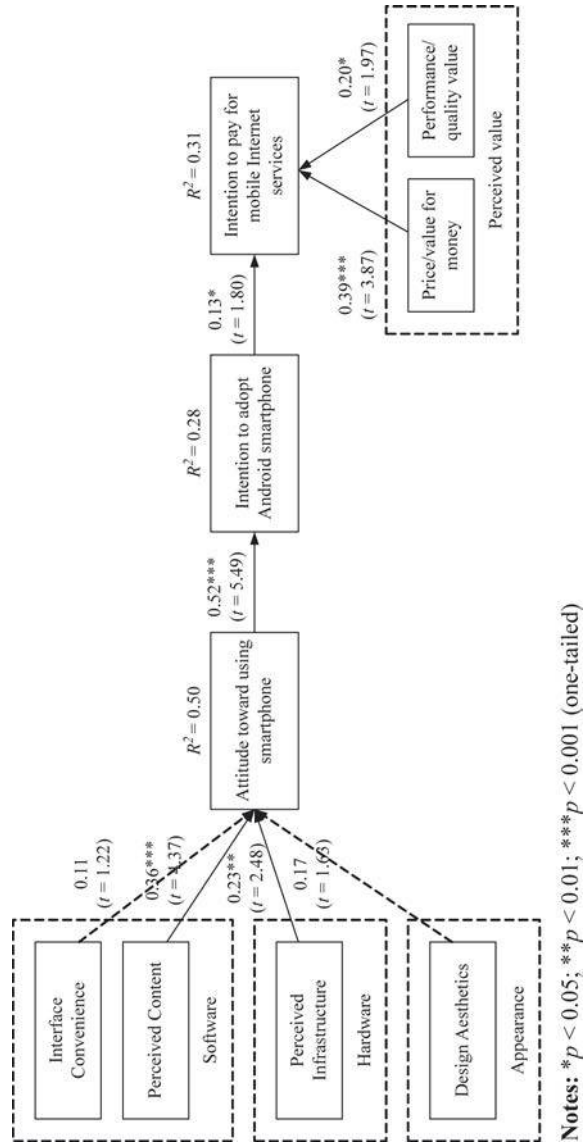 Interface
Convenience
Perceived Content
Software
Perceived
Infrastructure
Hardware
Design Aesthetics
Appearance
0.11
(t = 1.22)
0.36***
(t = 4.37)
0.23**
(t = 2.48)
0.17
(t = 1.63)
R² = 0.50
Attitude toward using
smartphone
0.52***
(t = 5.49)
R² = 0.28
Intention to adopt
Android smartphone
0.13*
(t = 1.80)
R² = 0.31
Intention to pay for
mobile Internet
services
0.39***
(t = 3.87)
0.20*
(t = 1.97)
Price/value for
money
Performance/
quality value
Perceived value
Notes: *p < 0.05; **p < 0.01; ***p < 0.001 (one-tailed)